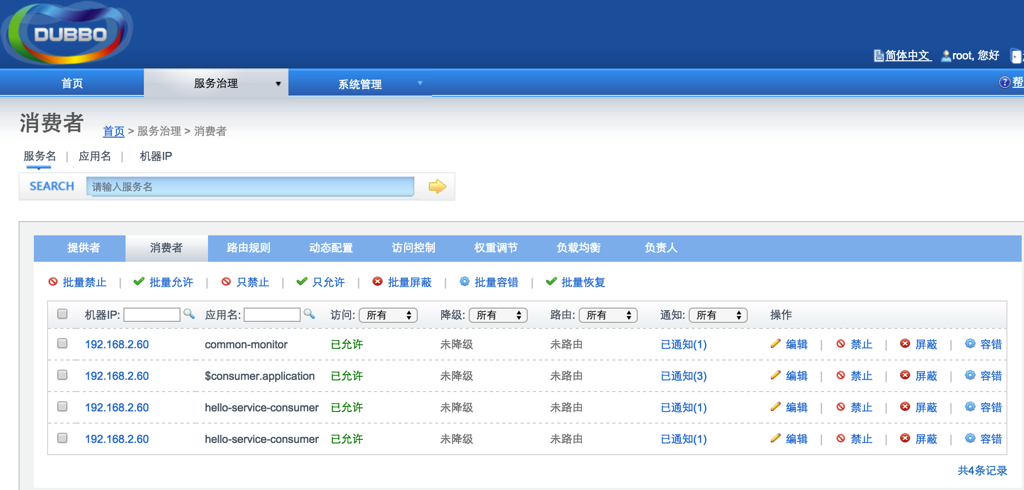 DUBBO
简体中文 root, 您好
首页 服务治理 系统管理
消费者 首页 > 服务治理 > 消费者
服务名 | 应用名 | 机器IP
SEARCH 请输入服务名
提供者 消费者 路由规则 动态配置 访问控制 权重调节 负载均衡 负责人
批量禁止 | 批量允许 | 只禁止 | 只允许 | 批量屏蔽 | 批量容错 | 批量恢复
机器IP: 应用名: 访问: 所有 降级: 所有 路由: 所有 通知: 所有 操作
192.168.2.60 common-monitor 已允许 未降级 未路由 已通知(1) 编辑 | 禁止 | 屏蔽 | 容错
192.168.2.60 $consumer.application 已允许 未降级 未路由 已通知(3) 编辑 | 禁止 | 屏蔽 | 容错
192.168.2.60 hello-service-consumer 已允许 未降级 未路由 已通知(1) 编辑 | 禁止 | 屏蔽 | 容错
192.168.2.60 hello-service-consumer 已允许 未降级 未路由 已通知(1) 编辑 | 禁止 | 屏蔽 | 容错
共4条记录